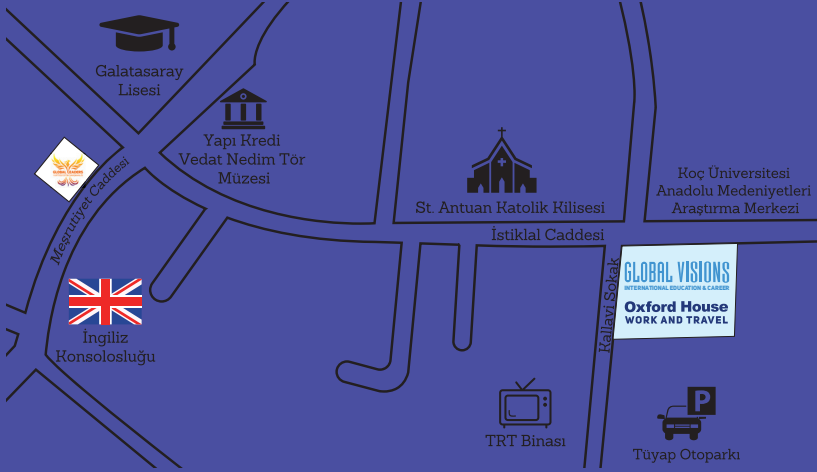 Galatasaray
Lisesi
Yapı Kredi
Vedat Nedim Tör
Müzesi
Meşrutiyet Caddesi
St. Antuan Katolik Kilisesi
Koç Üniversitesi
Anadolu Medeniyetleri
Araştırma Merkezi
İstiklal Caddesi
Kallavi Sokak
GLOBAL VISIONS
INTERNATIONAL EDUCATION & CAREER
Oxford House
WORK AND TRAVEL
İngiliz
Konsolosluğu
TRT Binası
P
Tüyap Otoparkı